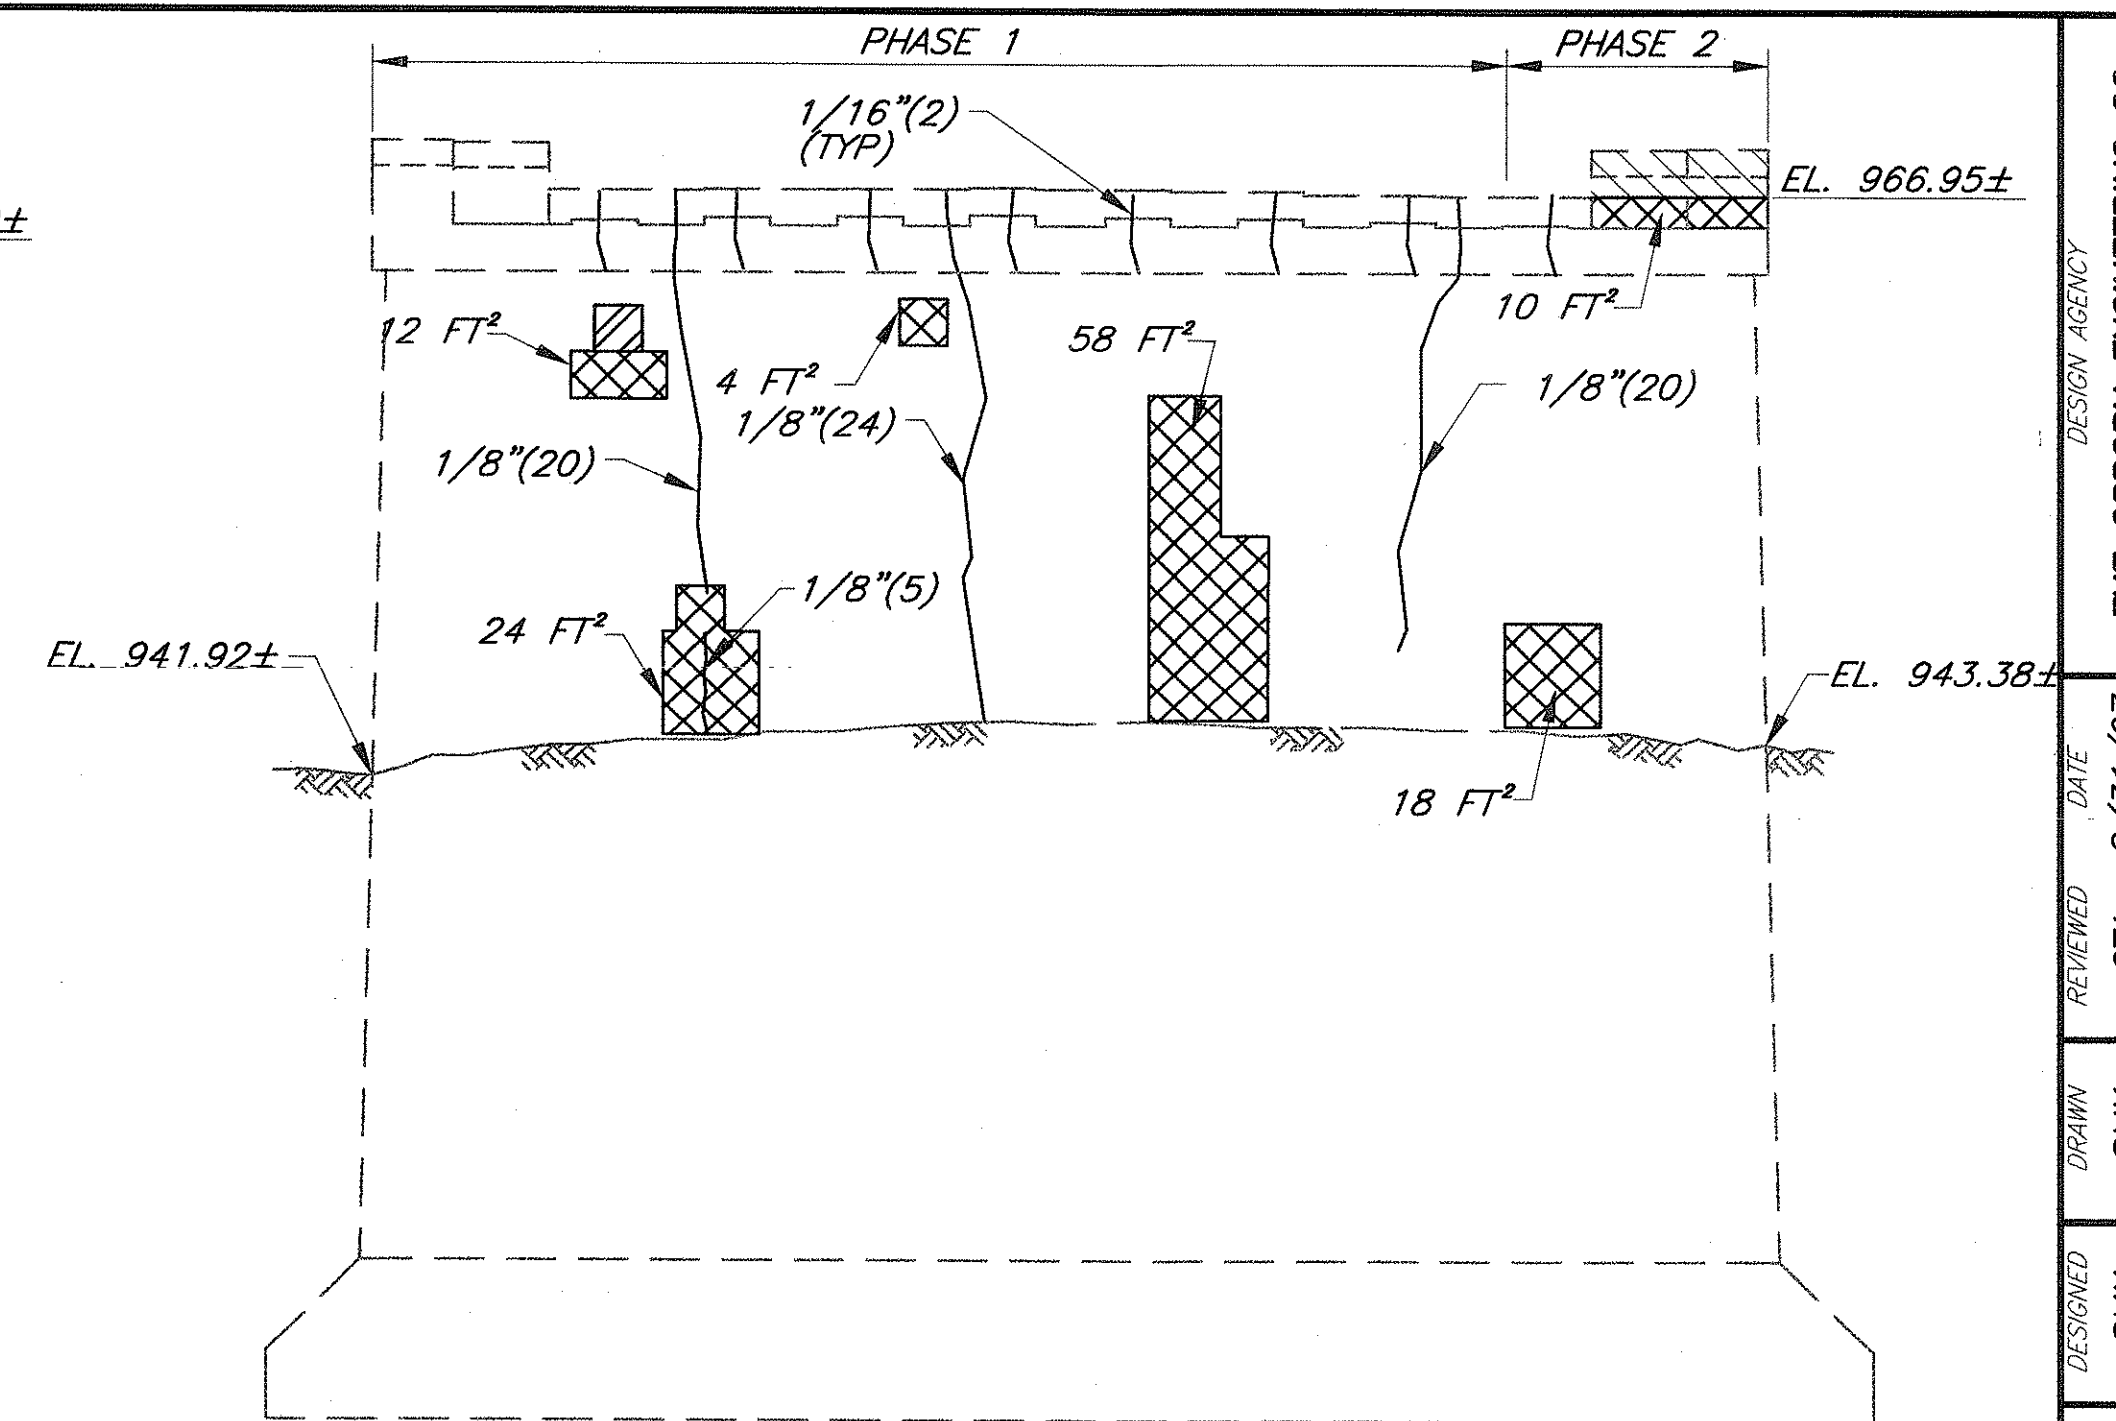 PHASE 1
PHASE 2
1/16"(2)
(TYP)
EL. 966.95±
±
12 FT²
4 FT²
58 FT²
10 FT²
1/8"(24)
1/8"(20)
1/8"(20)
1/8"(5)
24 FT²
EL. 941.92±
EL. 943.38±
18 FT²
DESIGN AGENCY
DATE
REVIEWED
DRAWN
DESIGNED